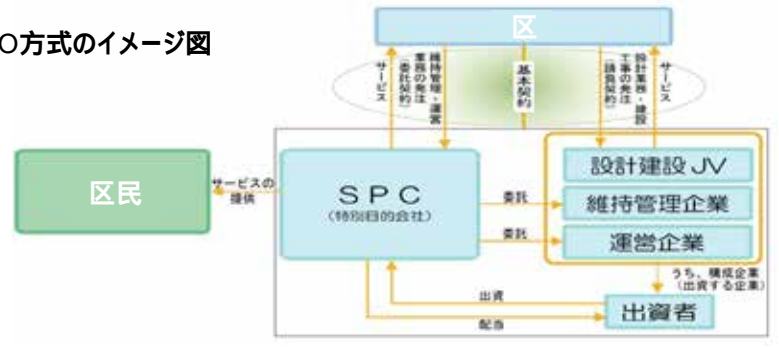 O方式のイメージ図
区
サービス
維持管理・運営
業務の発注
(委託契約)
基本契約
設計業務・建設
工事の発注
(請負契約)
サービス
区民
サービスの
提供
SPC
(特別目的会社)
委託
委託
設計建設JV
維持管理企業
運営企業
うち、構成企業
(出資する企業)
出資
配当
出資者